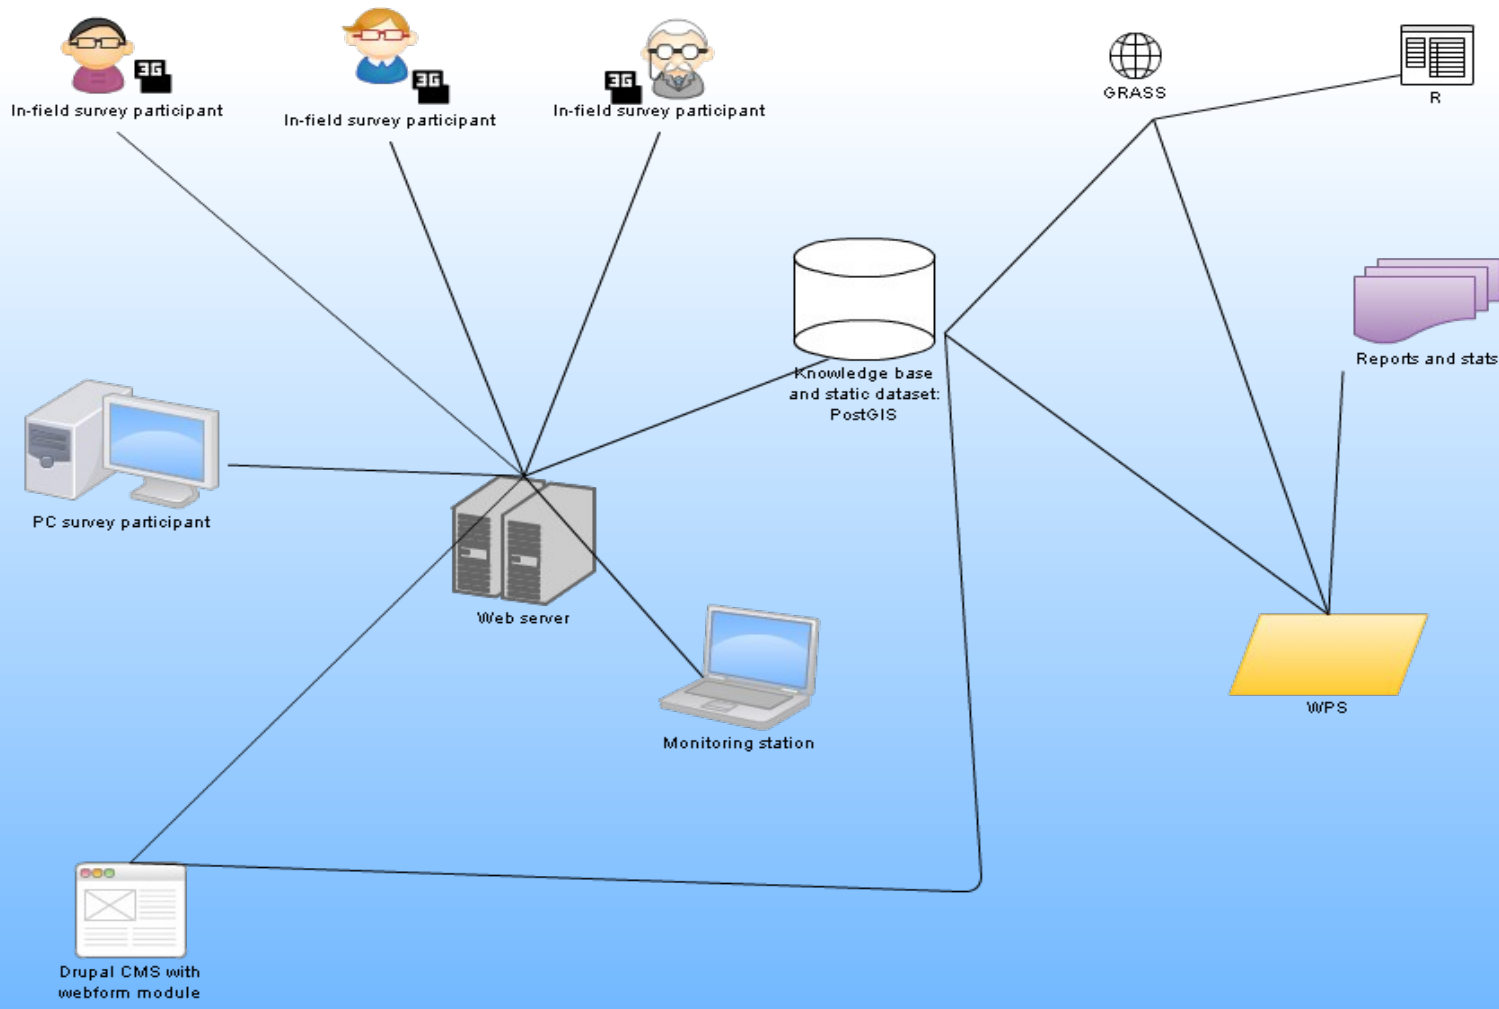 3G
3G
3G
In-field survey participant
In-field survey participant
In-field survey participant
GRASS
R
Knowledge base
and static dataset:
PostGIS
Reports and stats
PC survey participant
Web server
WPS
Monitoring station
Drupal CMS with
webform module